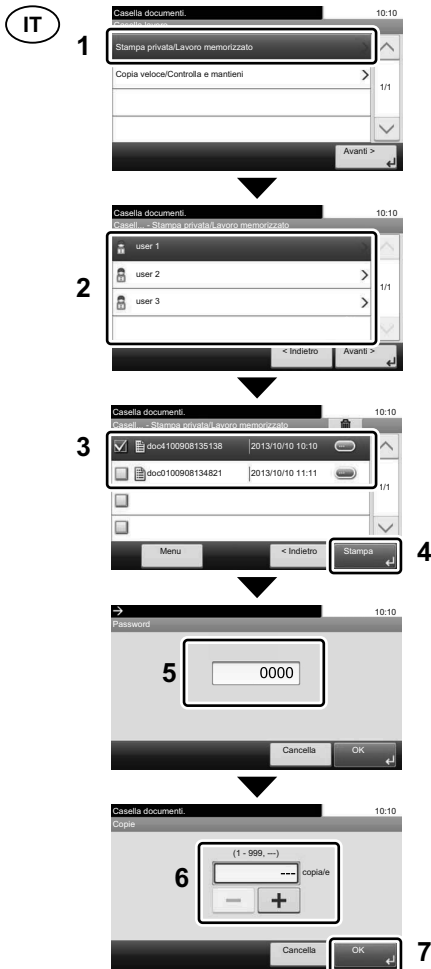 IT
Casella documenti. 10:10
Casella lavoro
1
Stampa privata/Lavoro memorizzato
Copia veloce/Controlla e mantieni
1/1
Avanti >
Casella documenti. 10:10
Casell... - Stampa privata/Lavoro memorizzato
2
user 1
user 2
user 3
1/1
< Indietro Avanti >
Casella documenti. 10:10
Casell... - Stampa privata/Lavoro memorizzato
3
doc4100908135138 2013/10/10 10:10
doc0100908134821 2013/10/10 11:11
1/1
Menu < Indietro Stampa 4
10:10
Password
5 0000
Cancella OK
Casella documenti. 10:10
Copie
(1 - 999, ---)
6 --- copia/e
Cancella OK 7